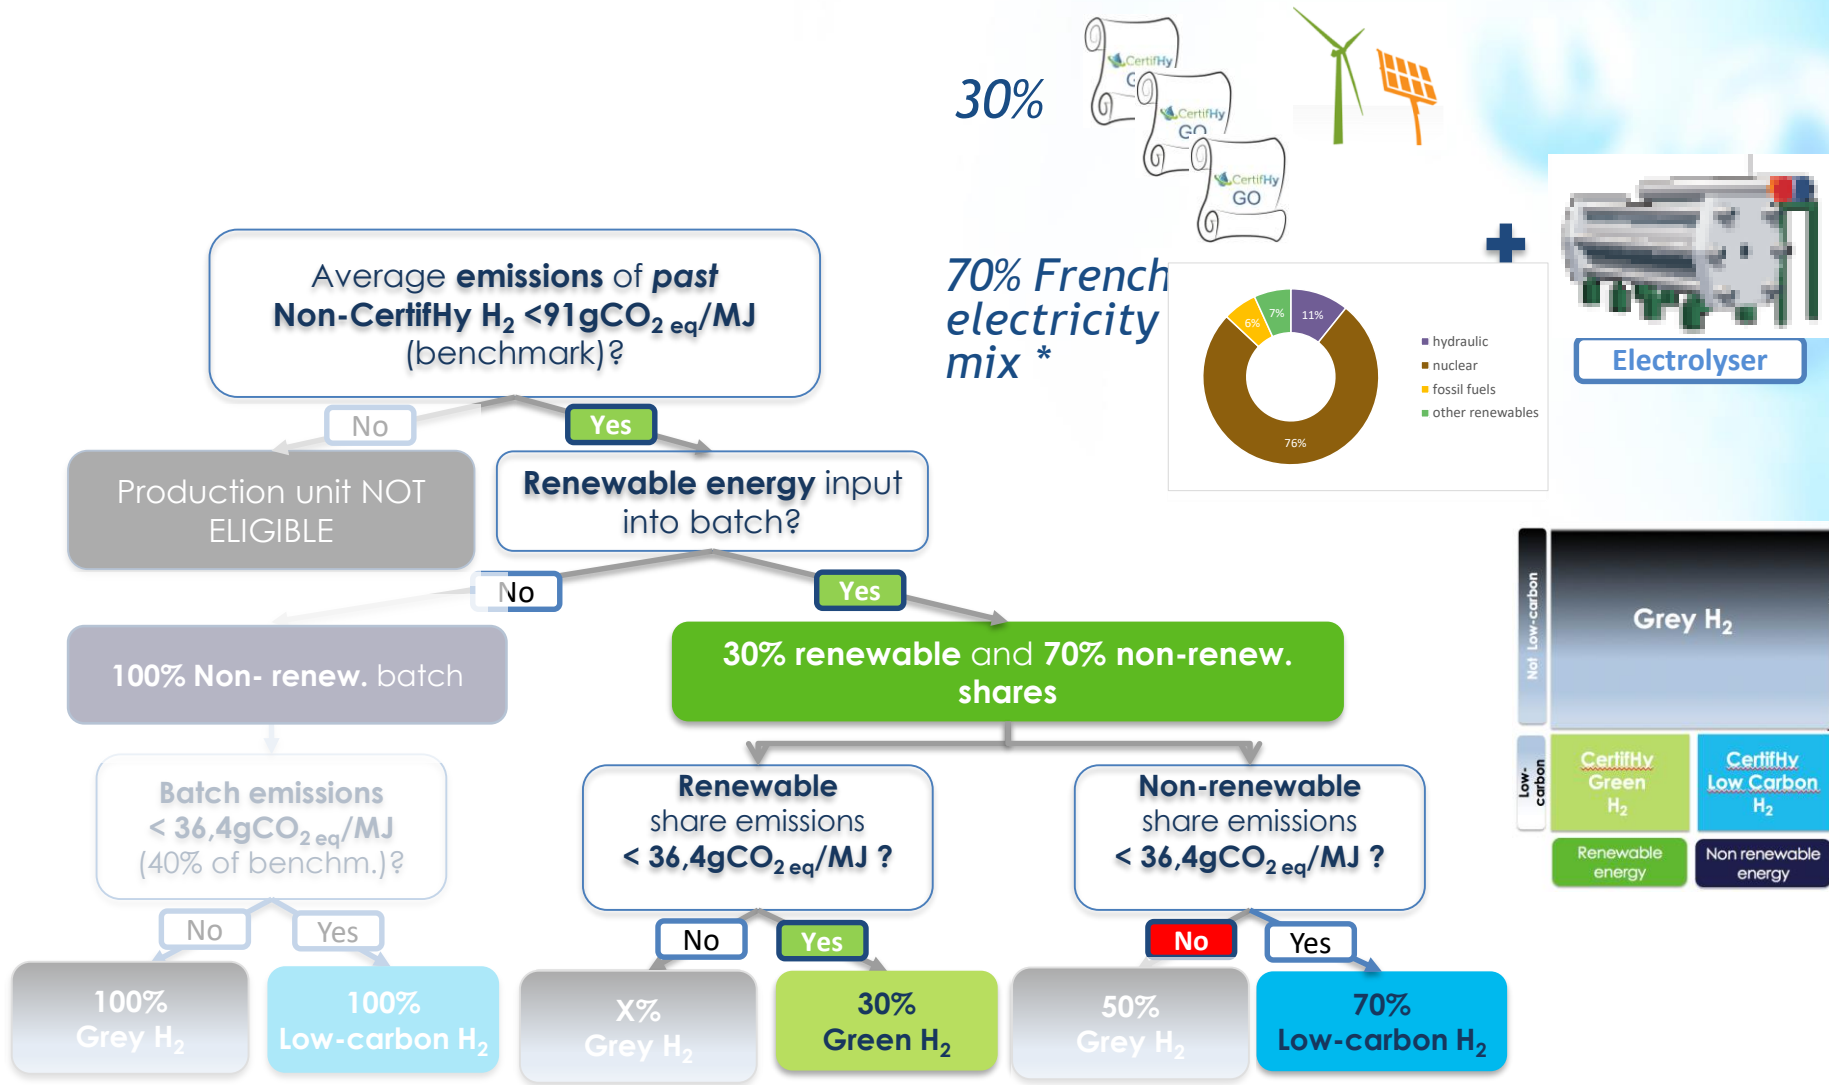 30%
CertifHy
G
CertifHy
GO
CertifHy
GO
70% French
electricity
mix *
11%
76%
6%
7%
hydraulic
nuclear
fossil fuels
other renewables
Electrolyser
Average emissions of past
Non-CertifHy H2 <91gCO2 eq/MJ
(benchmark)?
No
Yes
Production unit NOT
ELIGIBLE
Renewable energy input
into batch?
No
Yes
100% Non- renew. batch
30% renewable and 70% non-renew.
shares
Batch emissions
< 36,4gCO2 eq/MJ
(40% of benchm.)?
Renewable
share emissions
< 36,4gCO2 eq/MJ ?
Non-renewable
share emissions
< 36,4gCO2 eq/MJ ?
No
Yes
No
Yes
No
Yes
100%
Grey H2
100%
Low-carbon H2
X%
Grey H2
30%
Green H2
50%
Grey H2
70%
Low-carbon H2
Not Low-carbon
Grey H2
Low-
carbon
CertifHy
Green
H2
CertifHy
Low Carbon
H2
Renewable
energy
Non renewable
energy